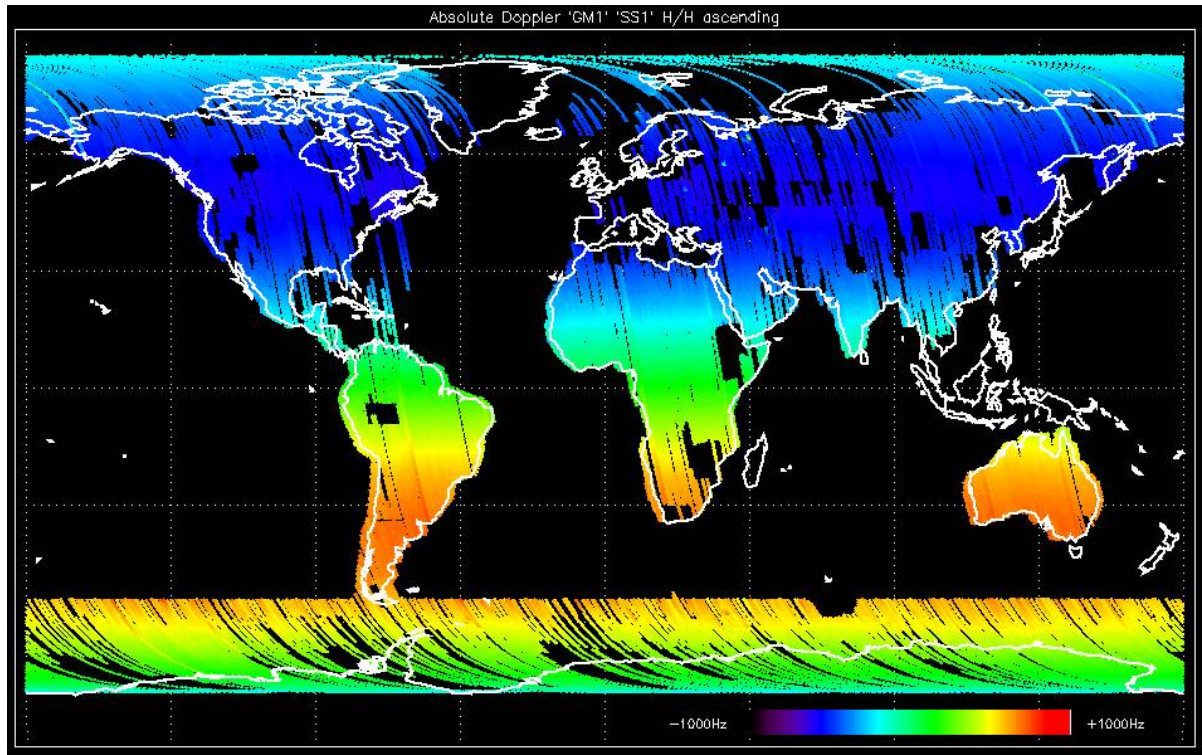 Absolute Doppler 'GM1' 'SS1' H/H ascending
−1000Hz +1000Hz